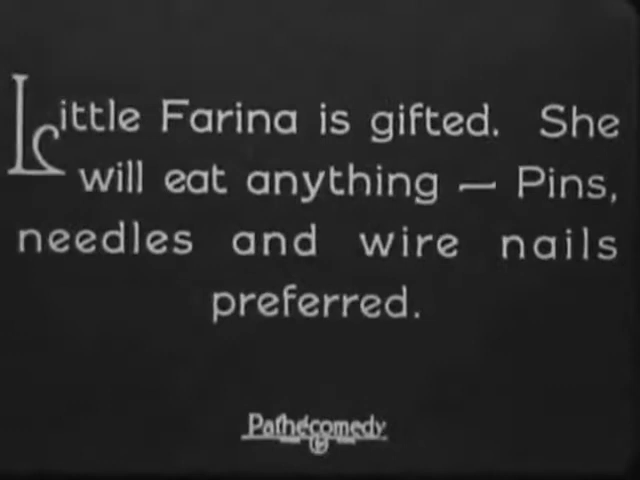 Little Farina is gifted. She
will eat anything — Pins,
needles and wire nails
preferred.
Pathécomedy